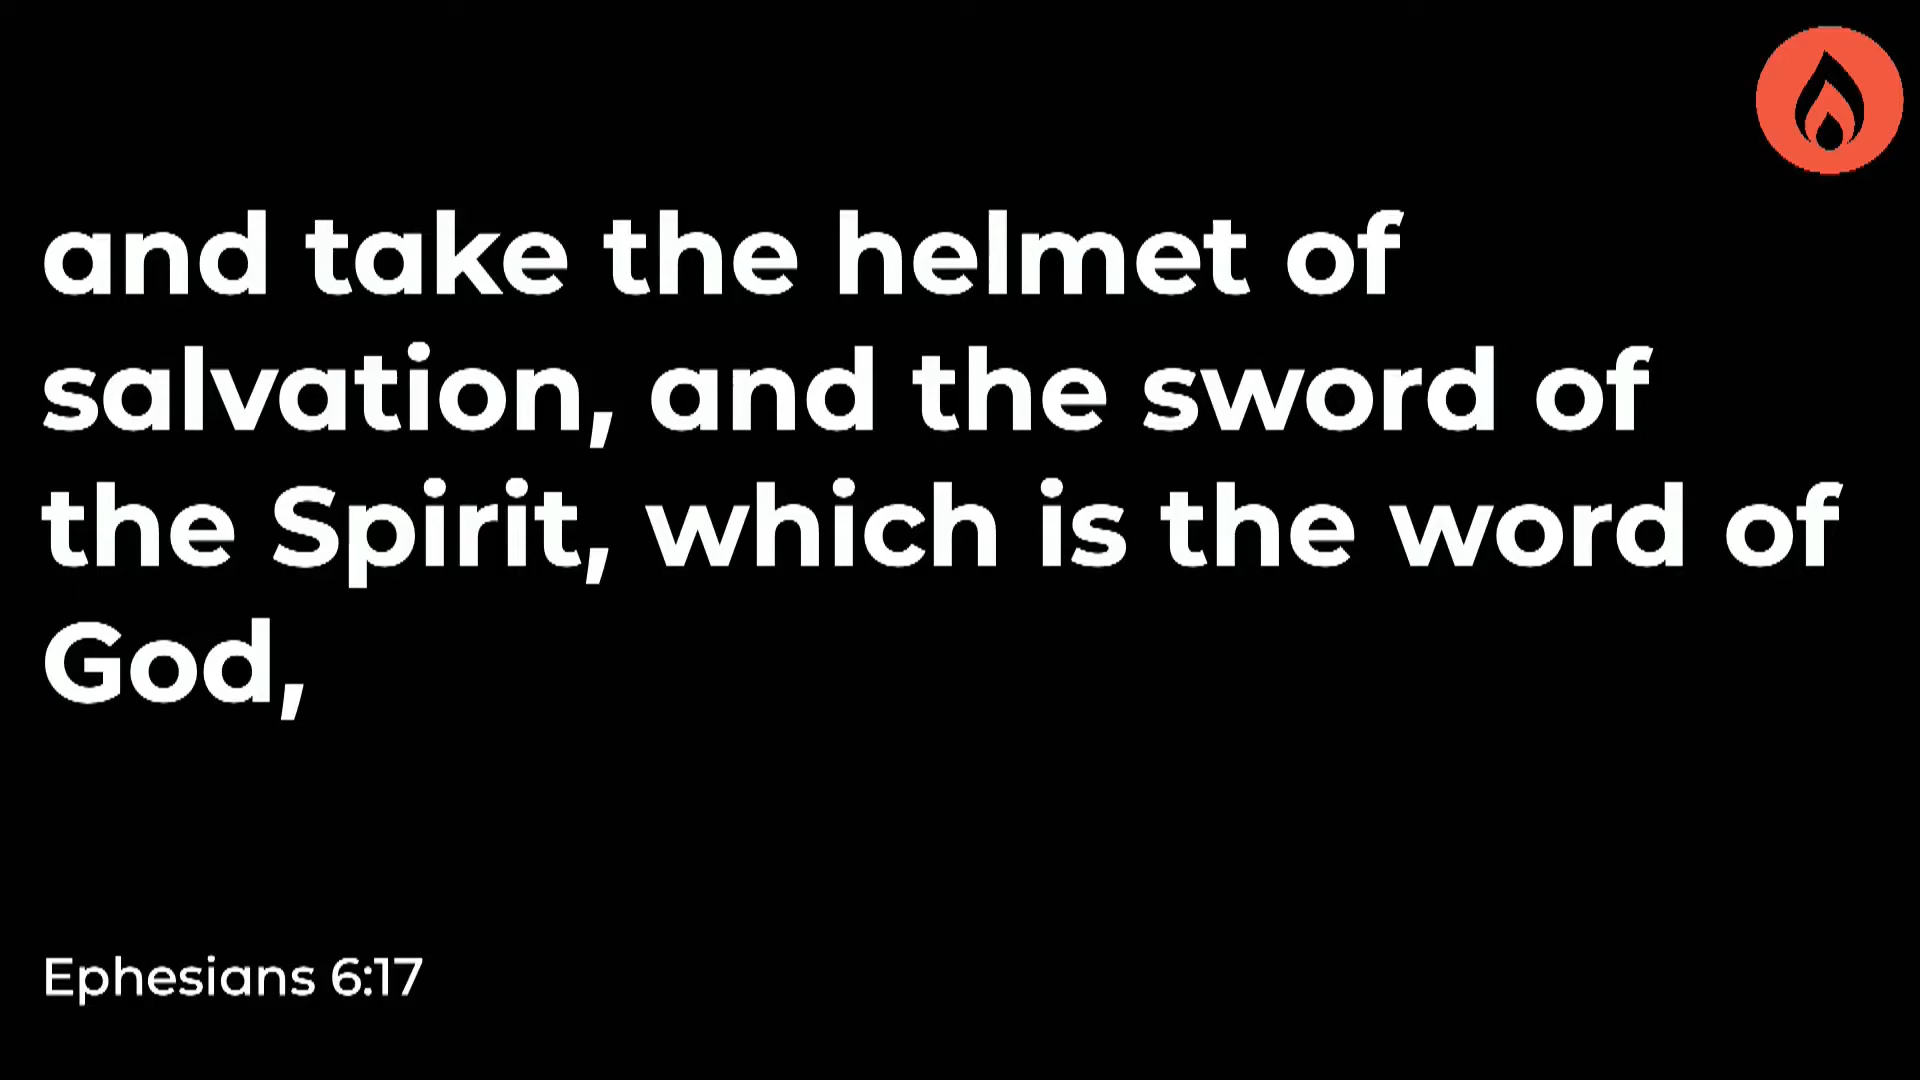 and take the helmet of
salvation, and the sword of
the Spirit, which is the word of
God,
Ephesians 6:17